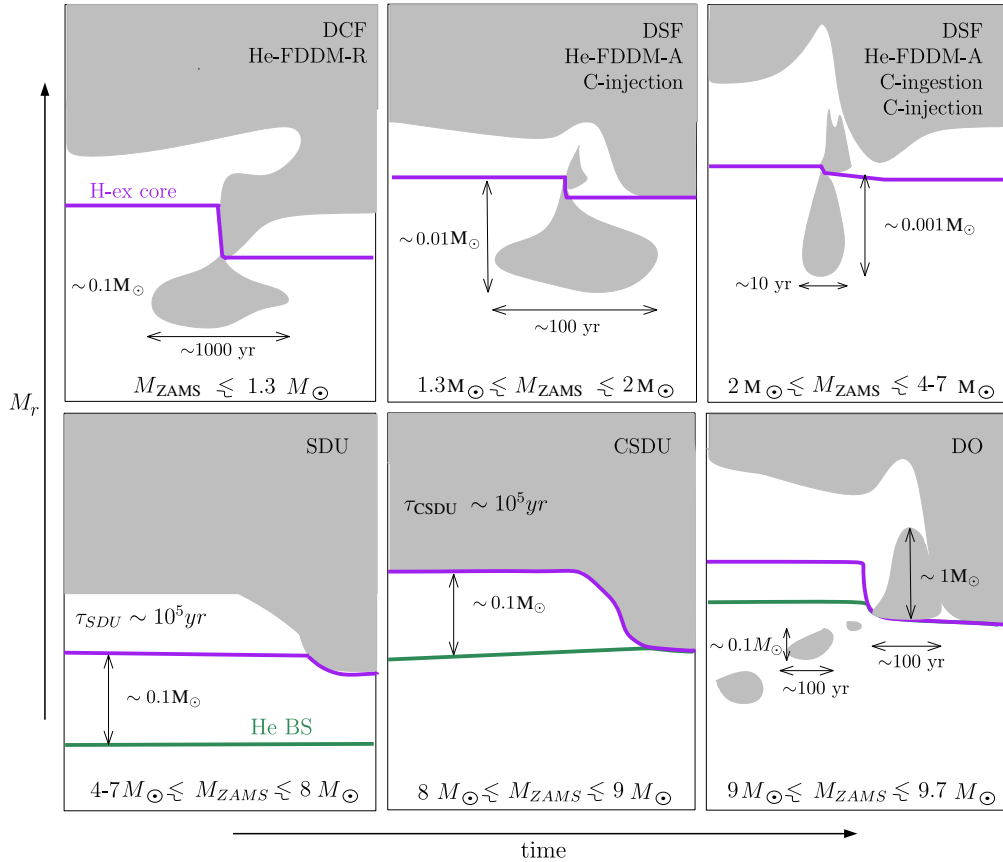 DCF
He-FDDM-R
H-ex core
~ 0.1M☉
~1000 yr
M_ZAMS ≲ 1.3 M☉
DSF
He-FDDM-A
C-injection
~ 0.01M☉
~100 yr
1.3M☉ ≲ M_ZAMS ≲ 2M☉
DSF
He-FDDM-A
C-ingestion
C-injection
~ 0.001M☉
~10 yr
2 M☉ ≲ M_ZAMS ≲ 4-7 M☉
M_r
SDU
τ_SDU ~ 10^5 yr
~ 0.1M☉
He BS
4-7 M☉ ≲ M_ZAMS ≲ 8 M☉
CSDU
τ_CSDU ~ 10^5 yr
~ 0.1M☉
8 M☉ ≲ M_ZAMS ≲ 9 M☉
DO
~ 1M☉
~ 0.1M☉
~100 yr
~100 yr
9M☉ ≲ M_ZAMS ≲ 9.7 M☉
time